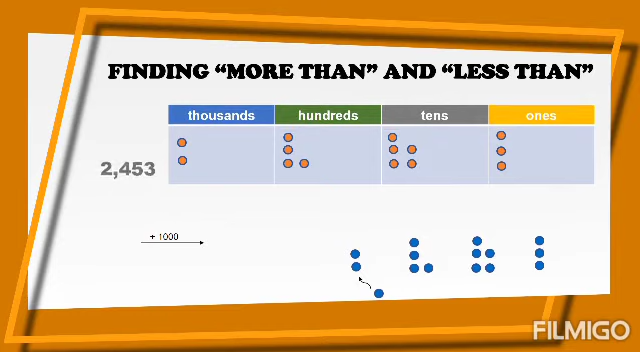 FINDING “MORE THAN” AND “LESS THAN”
thousands hundreds tens ones
2,453
+ 1000
FILMIGO